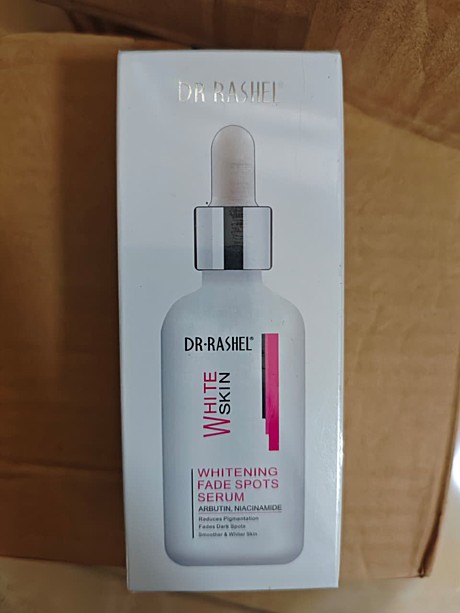 DR·RASHEL®
DR·RASHEL®
WHITE
SKIN
WHITENING
FADE SPOTS
SERUM
ARBUTIN, NIACINAMIDE
Reduces Pigmentation
Fades Dark Spots
Smoother & Whiter Skin